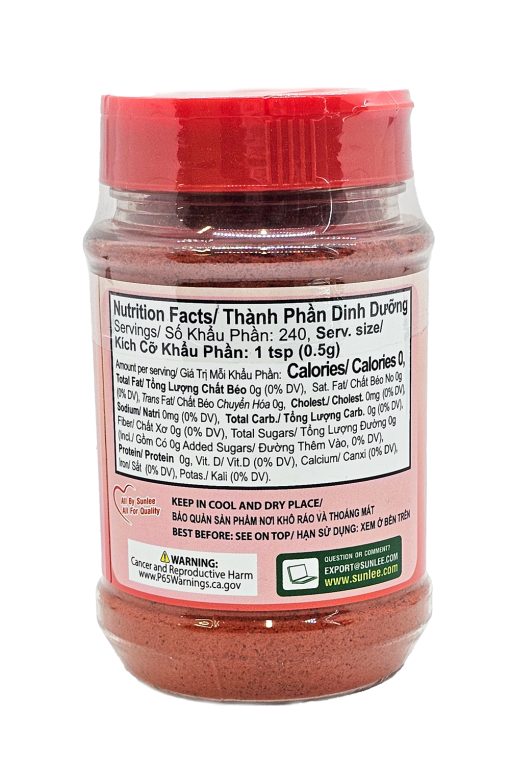 Nutrition Facts/ Thành Phần Dinh Dưỡng
Servings/ Số Khẩu Phần: 240, Serv. size/
Kích Cỡ Khẩu Phần: 1 tsp (0.5g)
Amount per serving/ Giá Trị Mỗi Khẩu Phần: Calories/ Calories 0,
Total Fat/ Tổng Lượng Chất Béo 0g (0% DV), Sat. Fat/ Chất Béo No 0g
(0% DV), Trans Fat/ Chất Béo Chuyển Hóa 0g, Cholest./ Cholest. 0mg (0% DV),
Sodium/ Natri 0mg (0% DV), Total Carb./ Tổng Lượng Carb. 0g (0% DV),
Fiber/ Chất Xơ 0g (0% DV), Total Sugars/ Tổng Lượng Đường 0g
(Incl./ Gồm Có 0g Added Sugars/ Đường Thêm Vào, 0% DV),
Protein/ Protein 0g, Vit. D/ Vit.D (0% DV), Calcium/ Canxi (0% DV),
Iron/ Sắt (0% DV), Potas./ Kali (0% DV).
All By Sunlee
All For Quality
KEEP IN COOL AND DRY PLACE/
BẢO QUẢN SẢN PHẨM NƠI KHÔ RÁO VÀ THOÁNG MÁT
BEST BEFORE: SEE ON TOP/ HẠN SỬ DỤNG: XEM Ở BÊN TRÊN
WARNING:
Cancer and Reproductive Harm
www.P65Warnings.ca.gov
QUESTION OR COMMENT?
EXPORT@SUNLEE.COM
www.sunlee.com